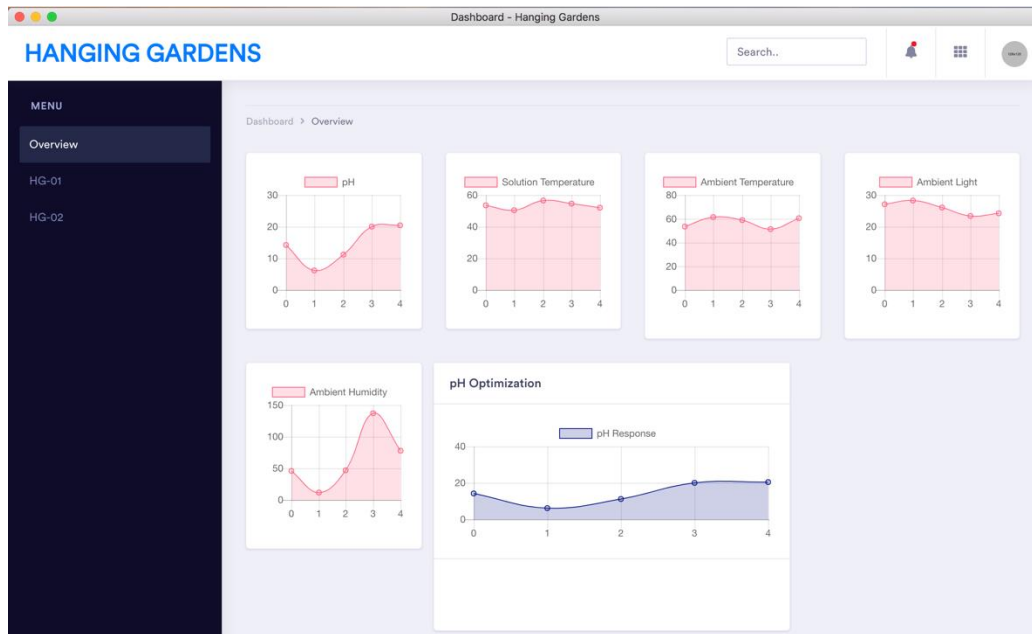 Dashboard - Hanging Gardens
HANGING GARDENS
Search..
MENU
Overview
HG-01
HG-02
Dashboard > Overview
pH
30
20
10
0
0 1 2 3 4
Solution Temperature
60
40
20
0
0 1 2 3 4
Ambient Temperature
80
60
40
20
0
0 1 2 3 4
Ambient Light
30
20
10
0
0 1 2 3 4
Ambient Humidity
150
100
50
0
0 1 2 3 4
pH Optimization
pH Response
40
20
0
0 1 2 3 4